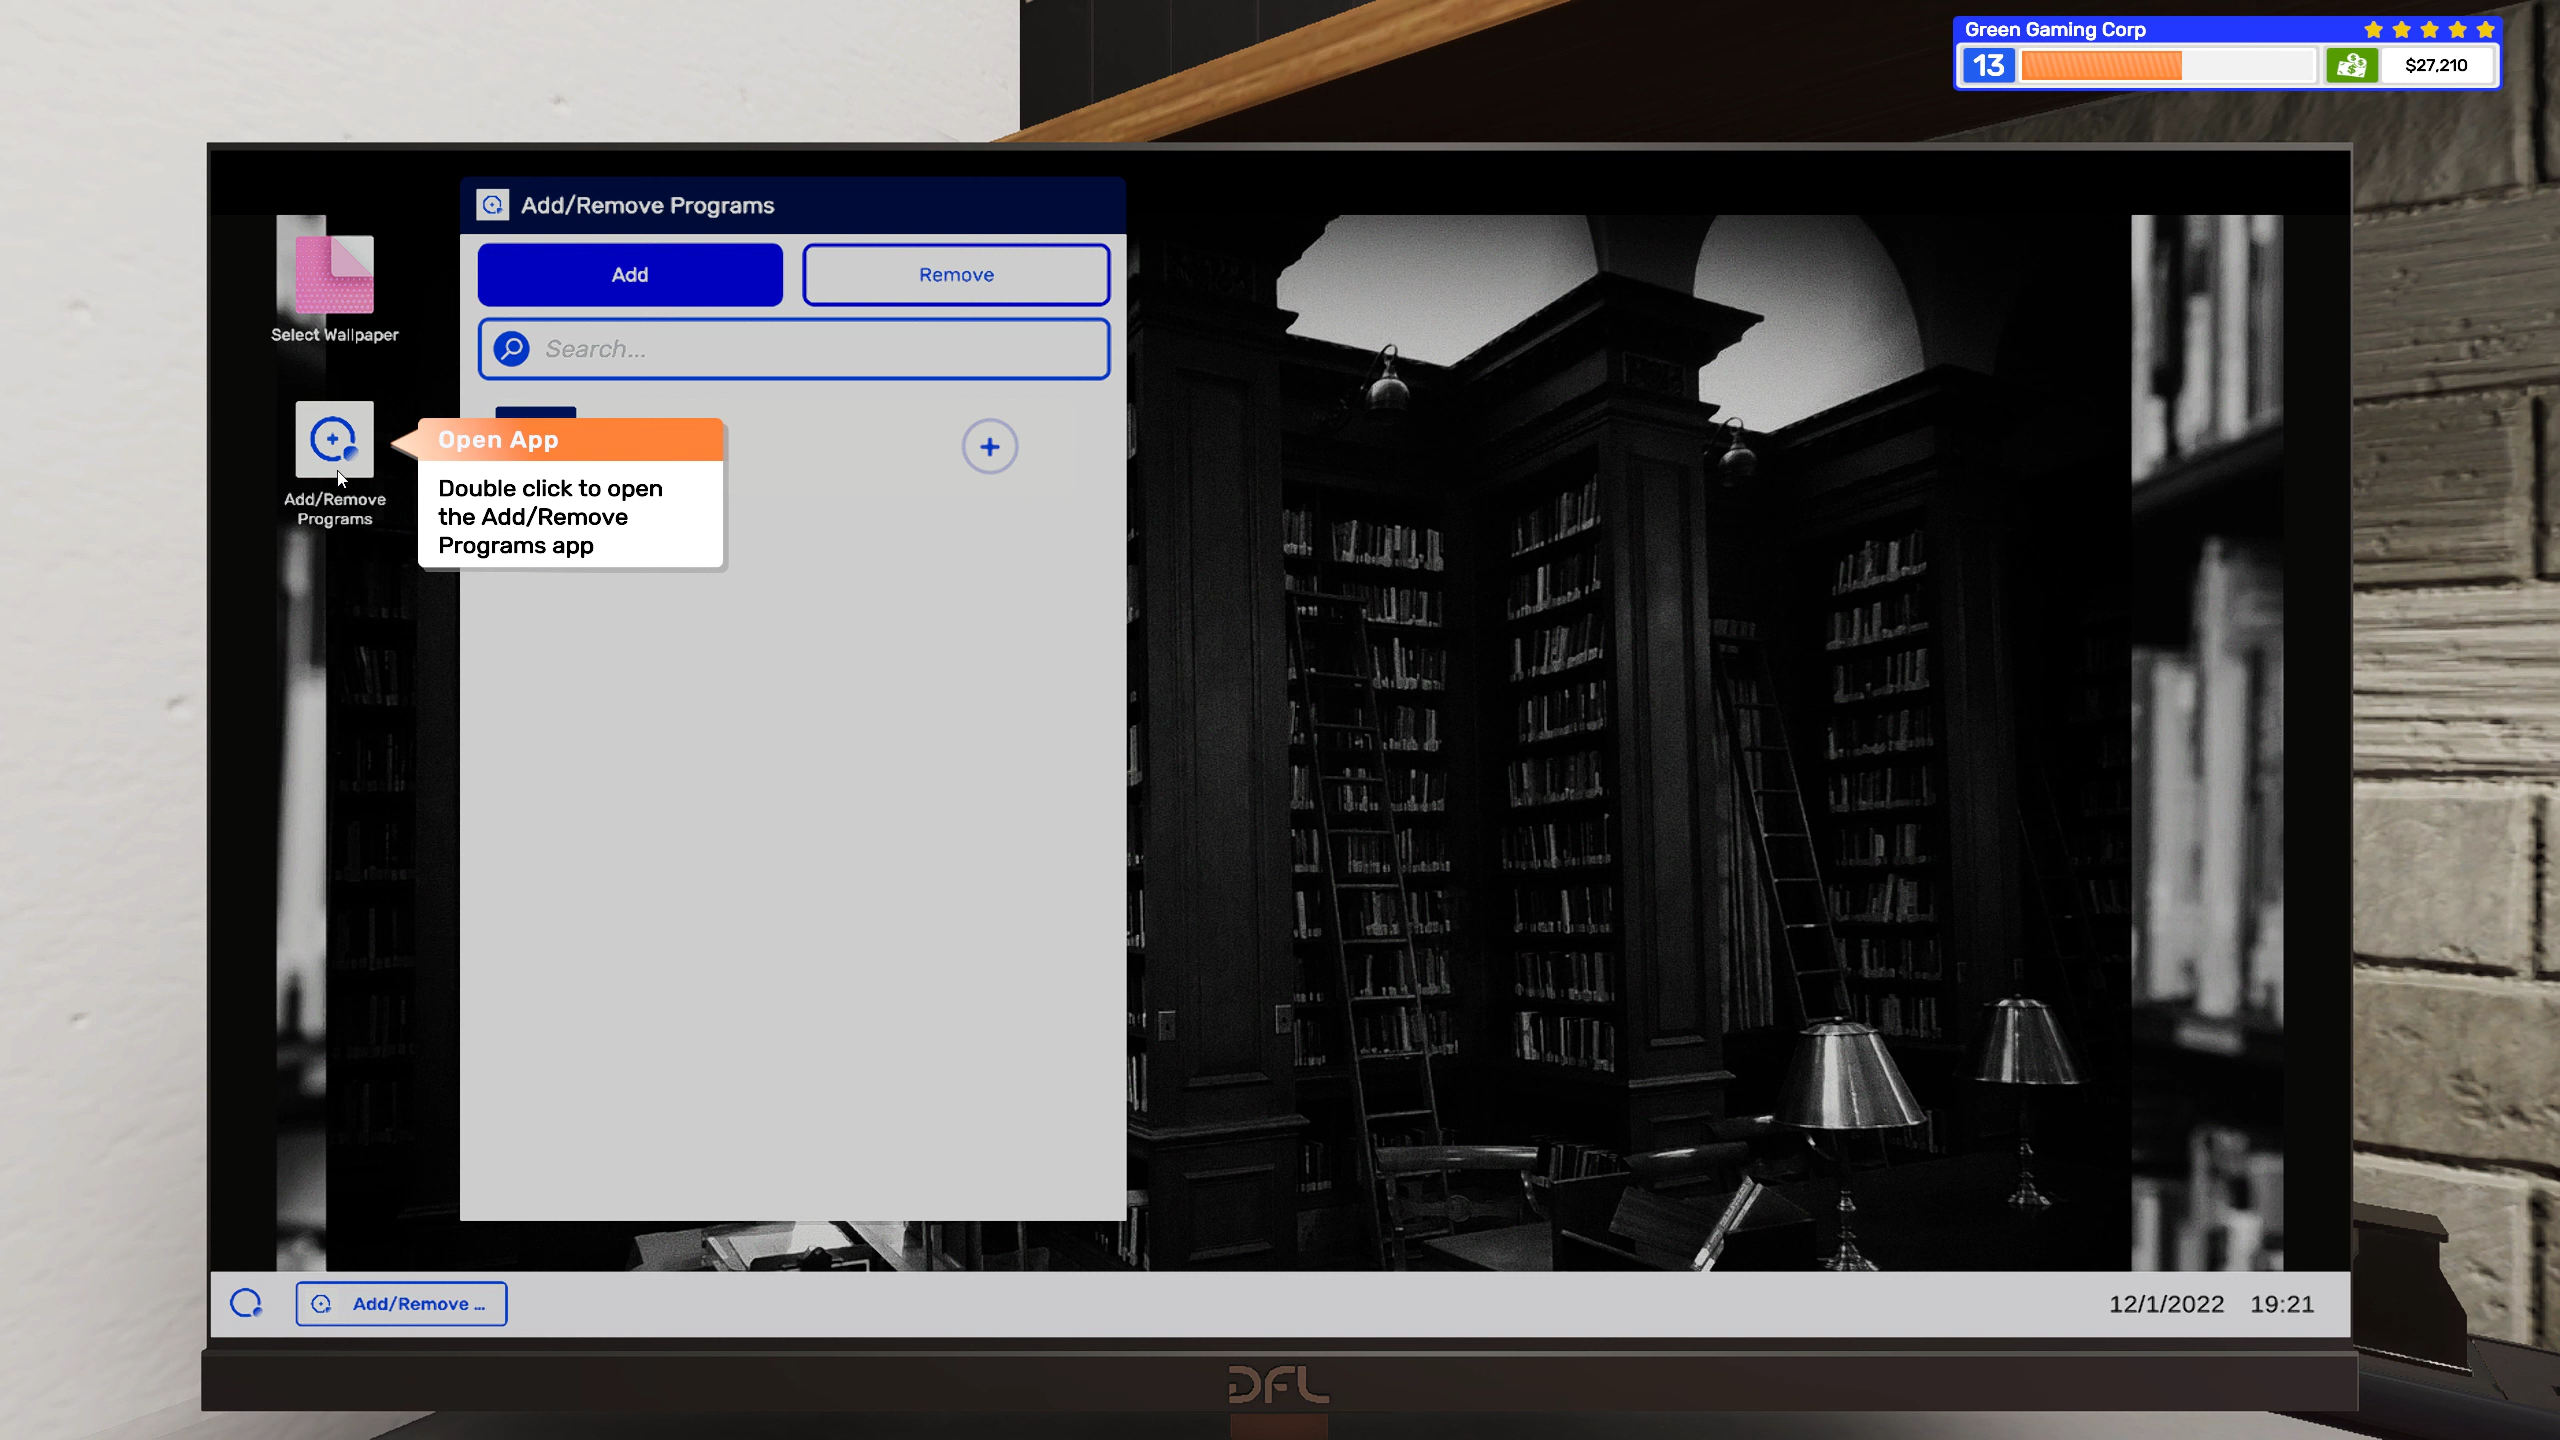 Green Gaming Corp
13
$27,210
Add/Remove Programs
Add
Remove
Search...
Select Wallpaper
Add/Remove
Programs
Open App
Double click to open
the Add/Remove
Programs app
Add/Remove ...
12/1/2022
19:21
DFL